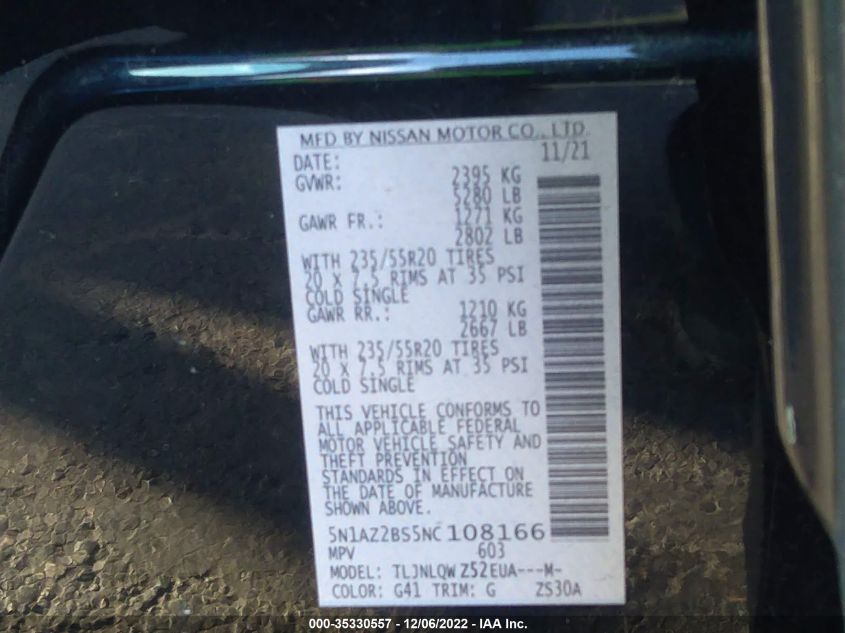 MFD BY NISSAN MOTOR CO., LTD.
DATE: 11/21
GVWR: 2395 KG
5280 LB
GAWR FR.: 1271 KG
2802 LB
WITH 235/55R20 TIRES
20 X 7.5 RIMS AT 35 PSI
COLD SINGLE
GAWR RR.: 1210 KG
2667 LB
WITH 235/55R20 TIRES
20 X 7.5 RIMS AT 35 PSI
COLD SINGLE
THIS VEHICLE CONFORMS TO
ALL APPLICABLE FEDERAL
MOTOR VEHICLE SAFETY AND
THEFT PREVENTION
STANDARDS IN EFFECT ON
THE DATE OF MANUFACTURE
SHOWN ABOVE.
5N1AZ2BS5NC108166
MPV 603
MODEL: TLJNLQWZ52EUA---M-
COLOR: G41 TRIM: G ZS30A
000-35330557 - 12/06/2022 - IAA Inc.